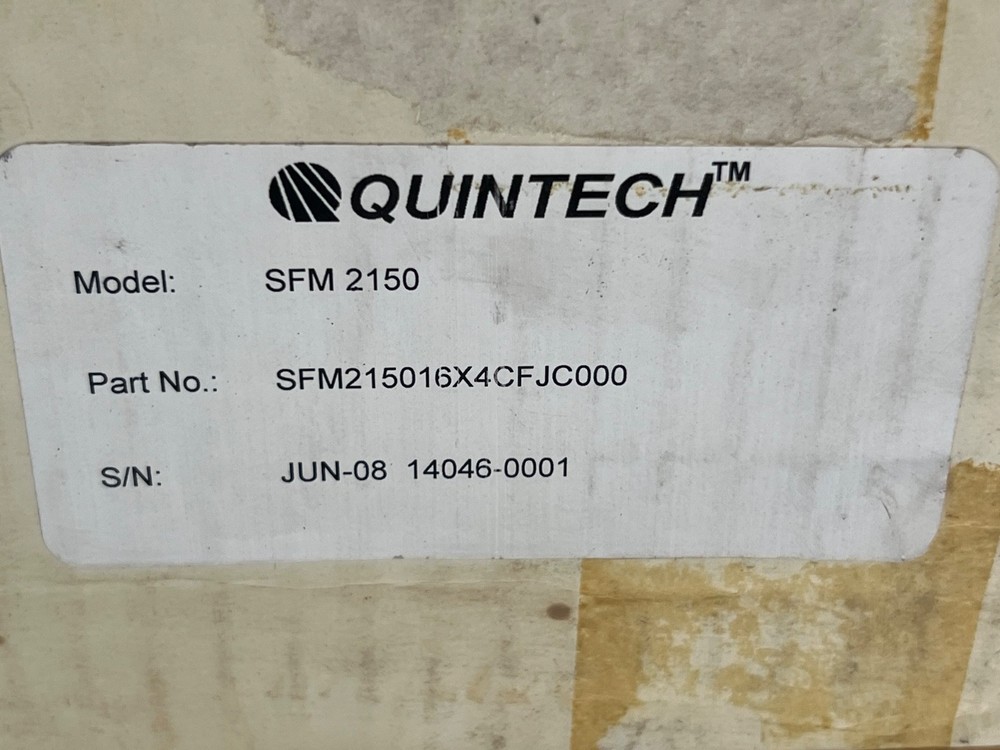 QUINTECH™
Model: SFM 2150
Part No.: SFM215016X4CFJC000
S/N: JUN-08 14046-0001